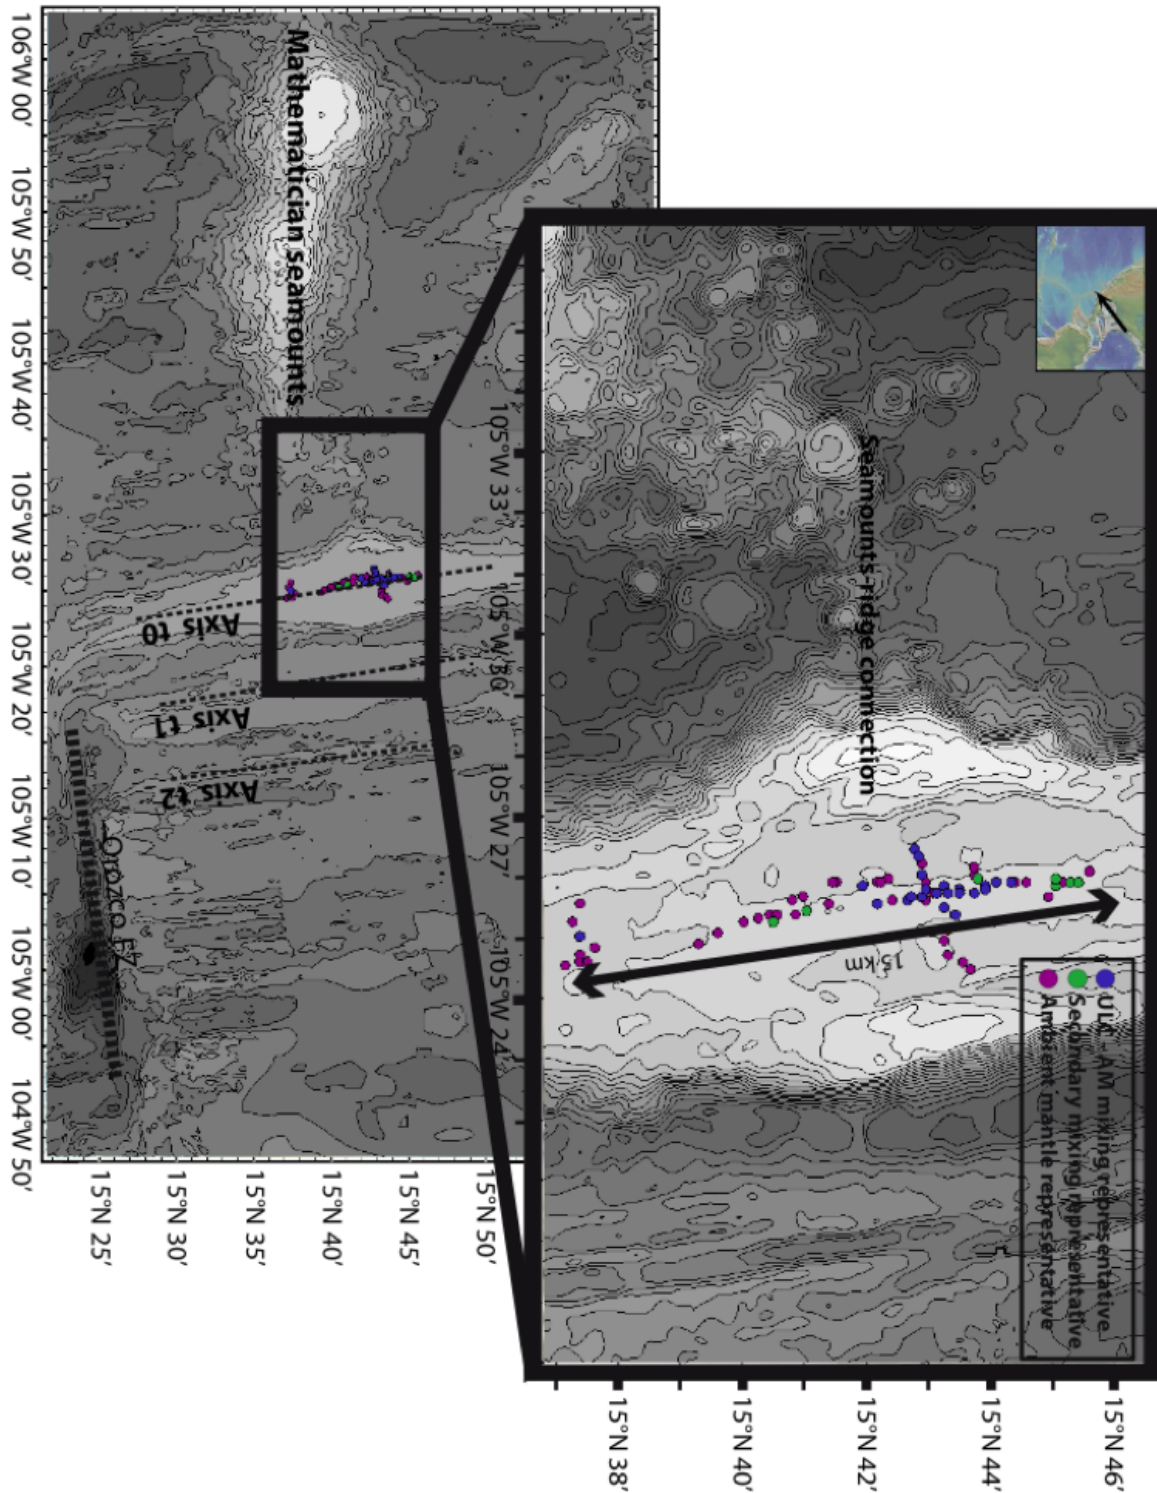 Mathematician seamounts
Axis t0
Axis t1
Axis t2
Orozco FZ
106°W 00'
105°W 50'
105°W 40'
105°W 30'
105°W 20'
105°W 10'
105°W 00'
104°W 50'
15°N 25'
15°N 30'
15°N 35'
15°N 40'
15°N 45'
15°N 50'
Seamounts-ridge connection
15 km
ULC - AM mixing representative
Secondary mixing representative
Ambient mantle representative
105°W 33'
105°W 30'
105°W 27'
105°W 24'
15°N 38'
15°N 40'
15°N 42'
15°N 44'
15°N 46'